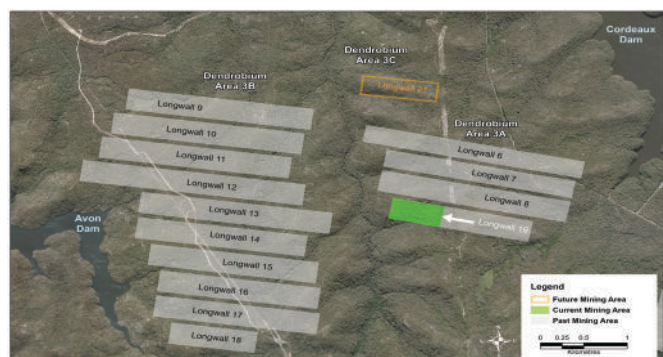 Cordeaux
Dam
Dendrobium
Area 3C
Dendrobium
Area 3B
Longwall 9
Longwall 10
Longwall 11
Longwall 12
Longwall 13
Longwall 14
Longwall 15
Longwall 16
Longwall 17
Longwall 18
Avon
Dam
Longwall 21
Dendrobium
Area 3A
Longwall 6
Longwall 7
Longwall 8
Longwall 19
Legend
Future Mining Area
Current Mining Area
Past Mining Area
0 0.25 0.5 1
Kilometres